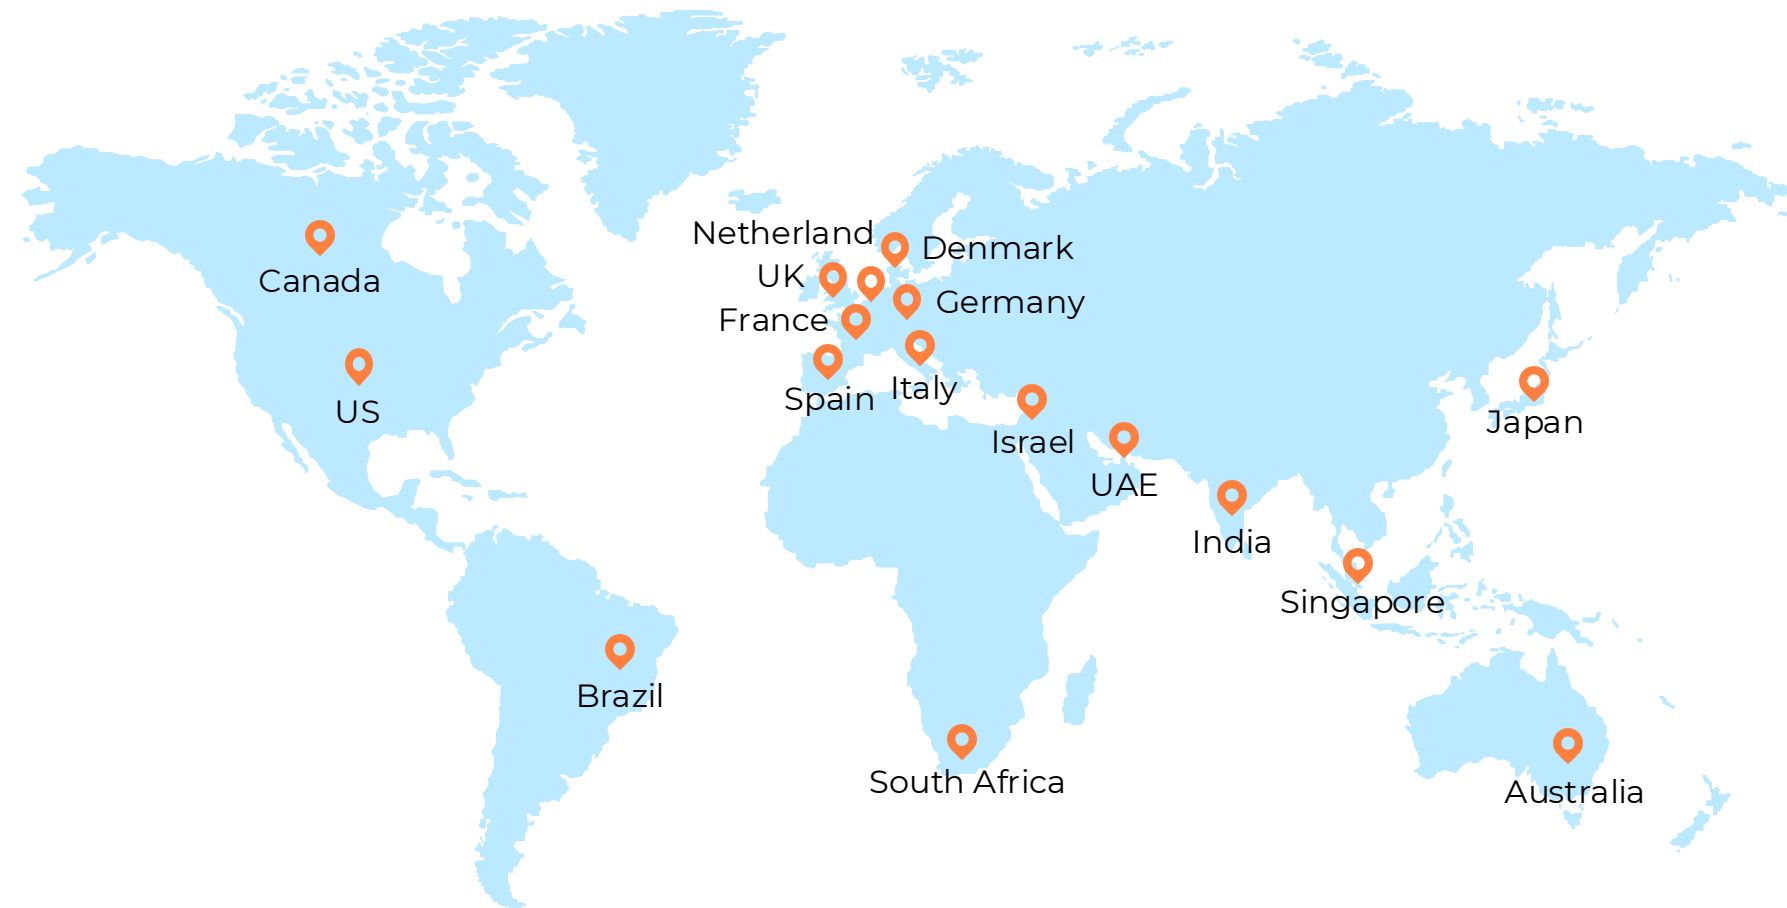 Netherland
Denmark
UK
Canada
Germany
France
Italy
Spain
US
Japan
Israel
UAE
India
Singapore
Brazil
South Africa
Australia